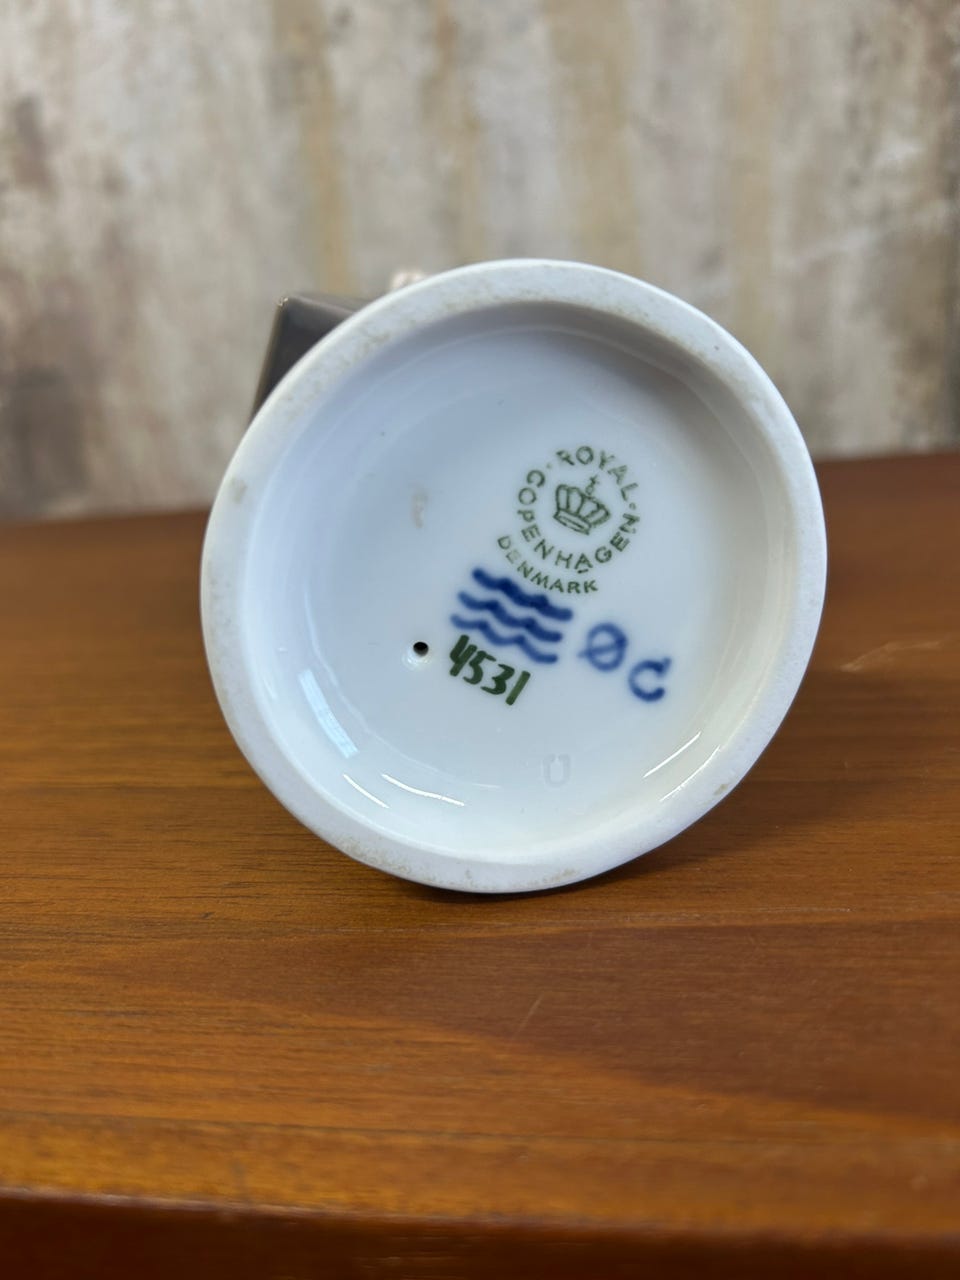 ROYAL
COPENHAGEN
DENMARK
ØC
4531
U